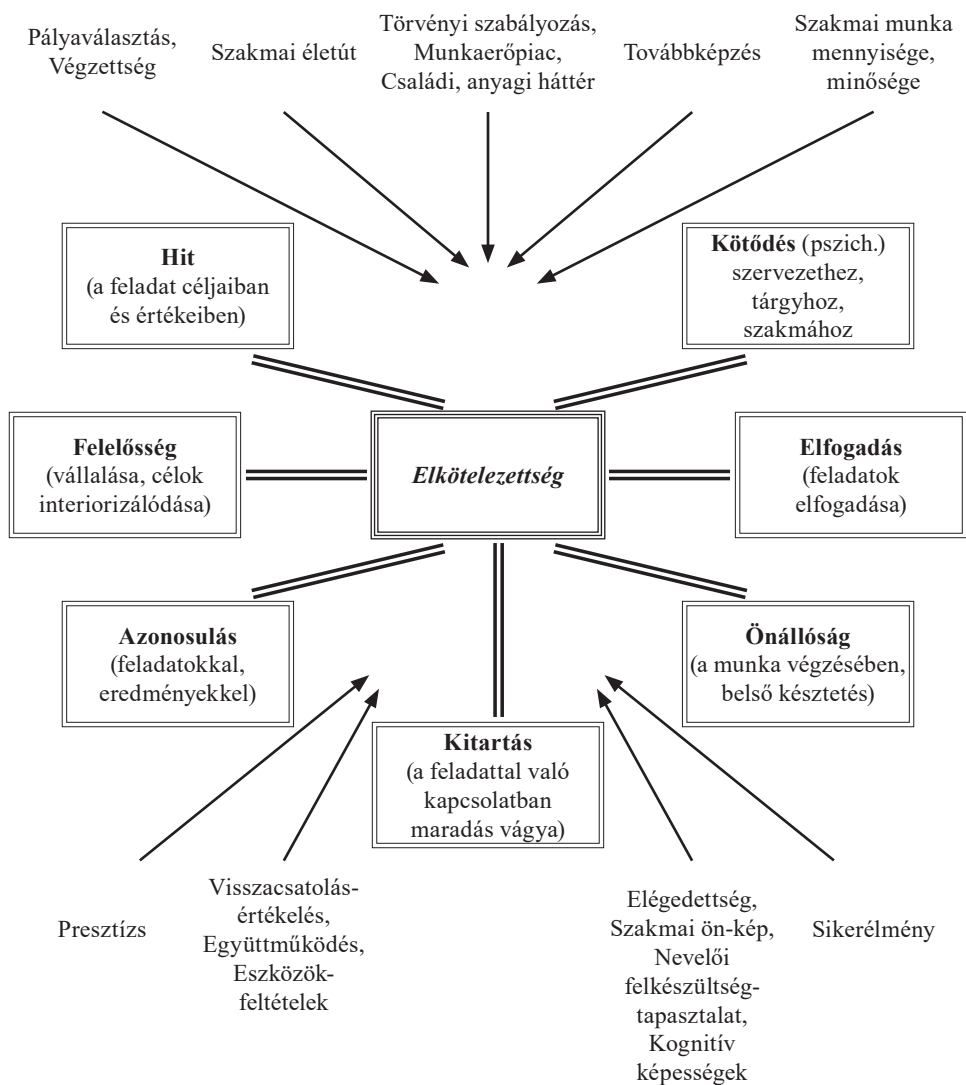 Pályaválasztás,
Végzettség
Szakmai életút
Törvényi szabályozás,
Munkaerőpiac,
Családi, anyagi háttér
Továbbképzés
Szakmai munka
mennyisége,
minősége
Hit
(a feladat céljaiban
és értékeiben)
Kötődés (pszich.)
szervezethez,
tárgyhoz,
szakmához
Felelősség
(vállalása, célok
interiorizálódása)
Elkötelezettség
Elfogadás
(feladatok
elfogadása)
Azonosulás
(feladatokkal,
eredményekkel)
Önállóság
(a munka végzésében,
belső késztetés)
Kitartás
(a feladattal való
kapcsolatban
maradás vágya)
Presztízs
Visszacsatolás-
értékelés,
Együttműködés,
Eszközök-
feltételek
Elégedettség,
Szakmai ön-kép,
Nevelői
felkészültség-
tapasztalat,
Kognitív
képességek
Sikerélmény